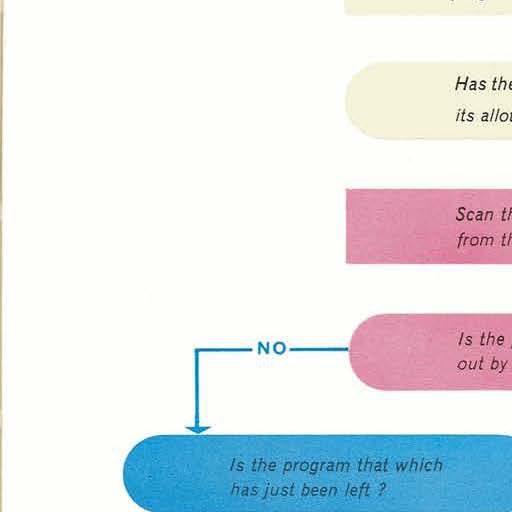 Has the
its allo
Scan th
from th
Is the
out by
NO
Is the program that which
has just been left ?